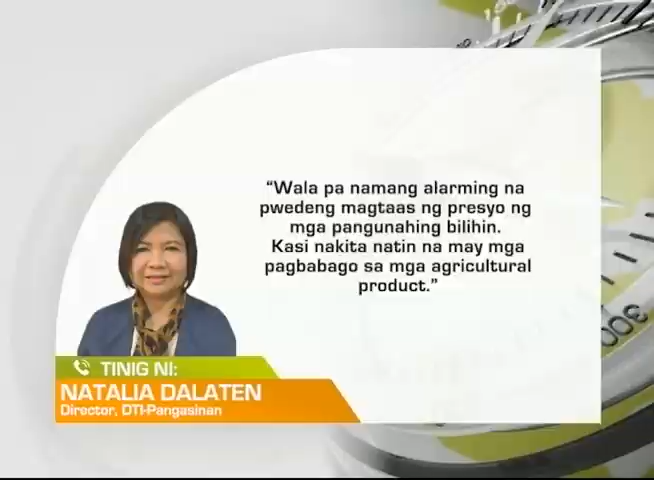 “Wala pa namang alarming na
pwedeng magtaas ng presyo ng
mga pangunahing bilihin.
Kasi nakita natin na may mga
pagbabago sa mga agricultural
product.”
TINIG NI:
NATALIA DALATEN
Director, DTI-Pangasinan
300